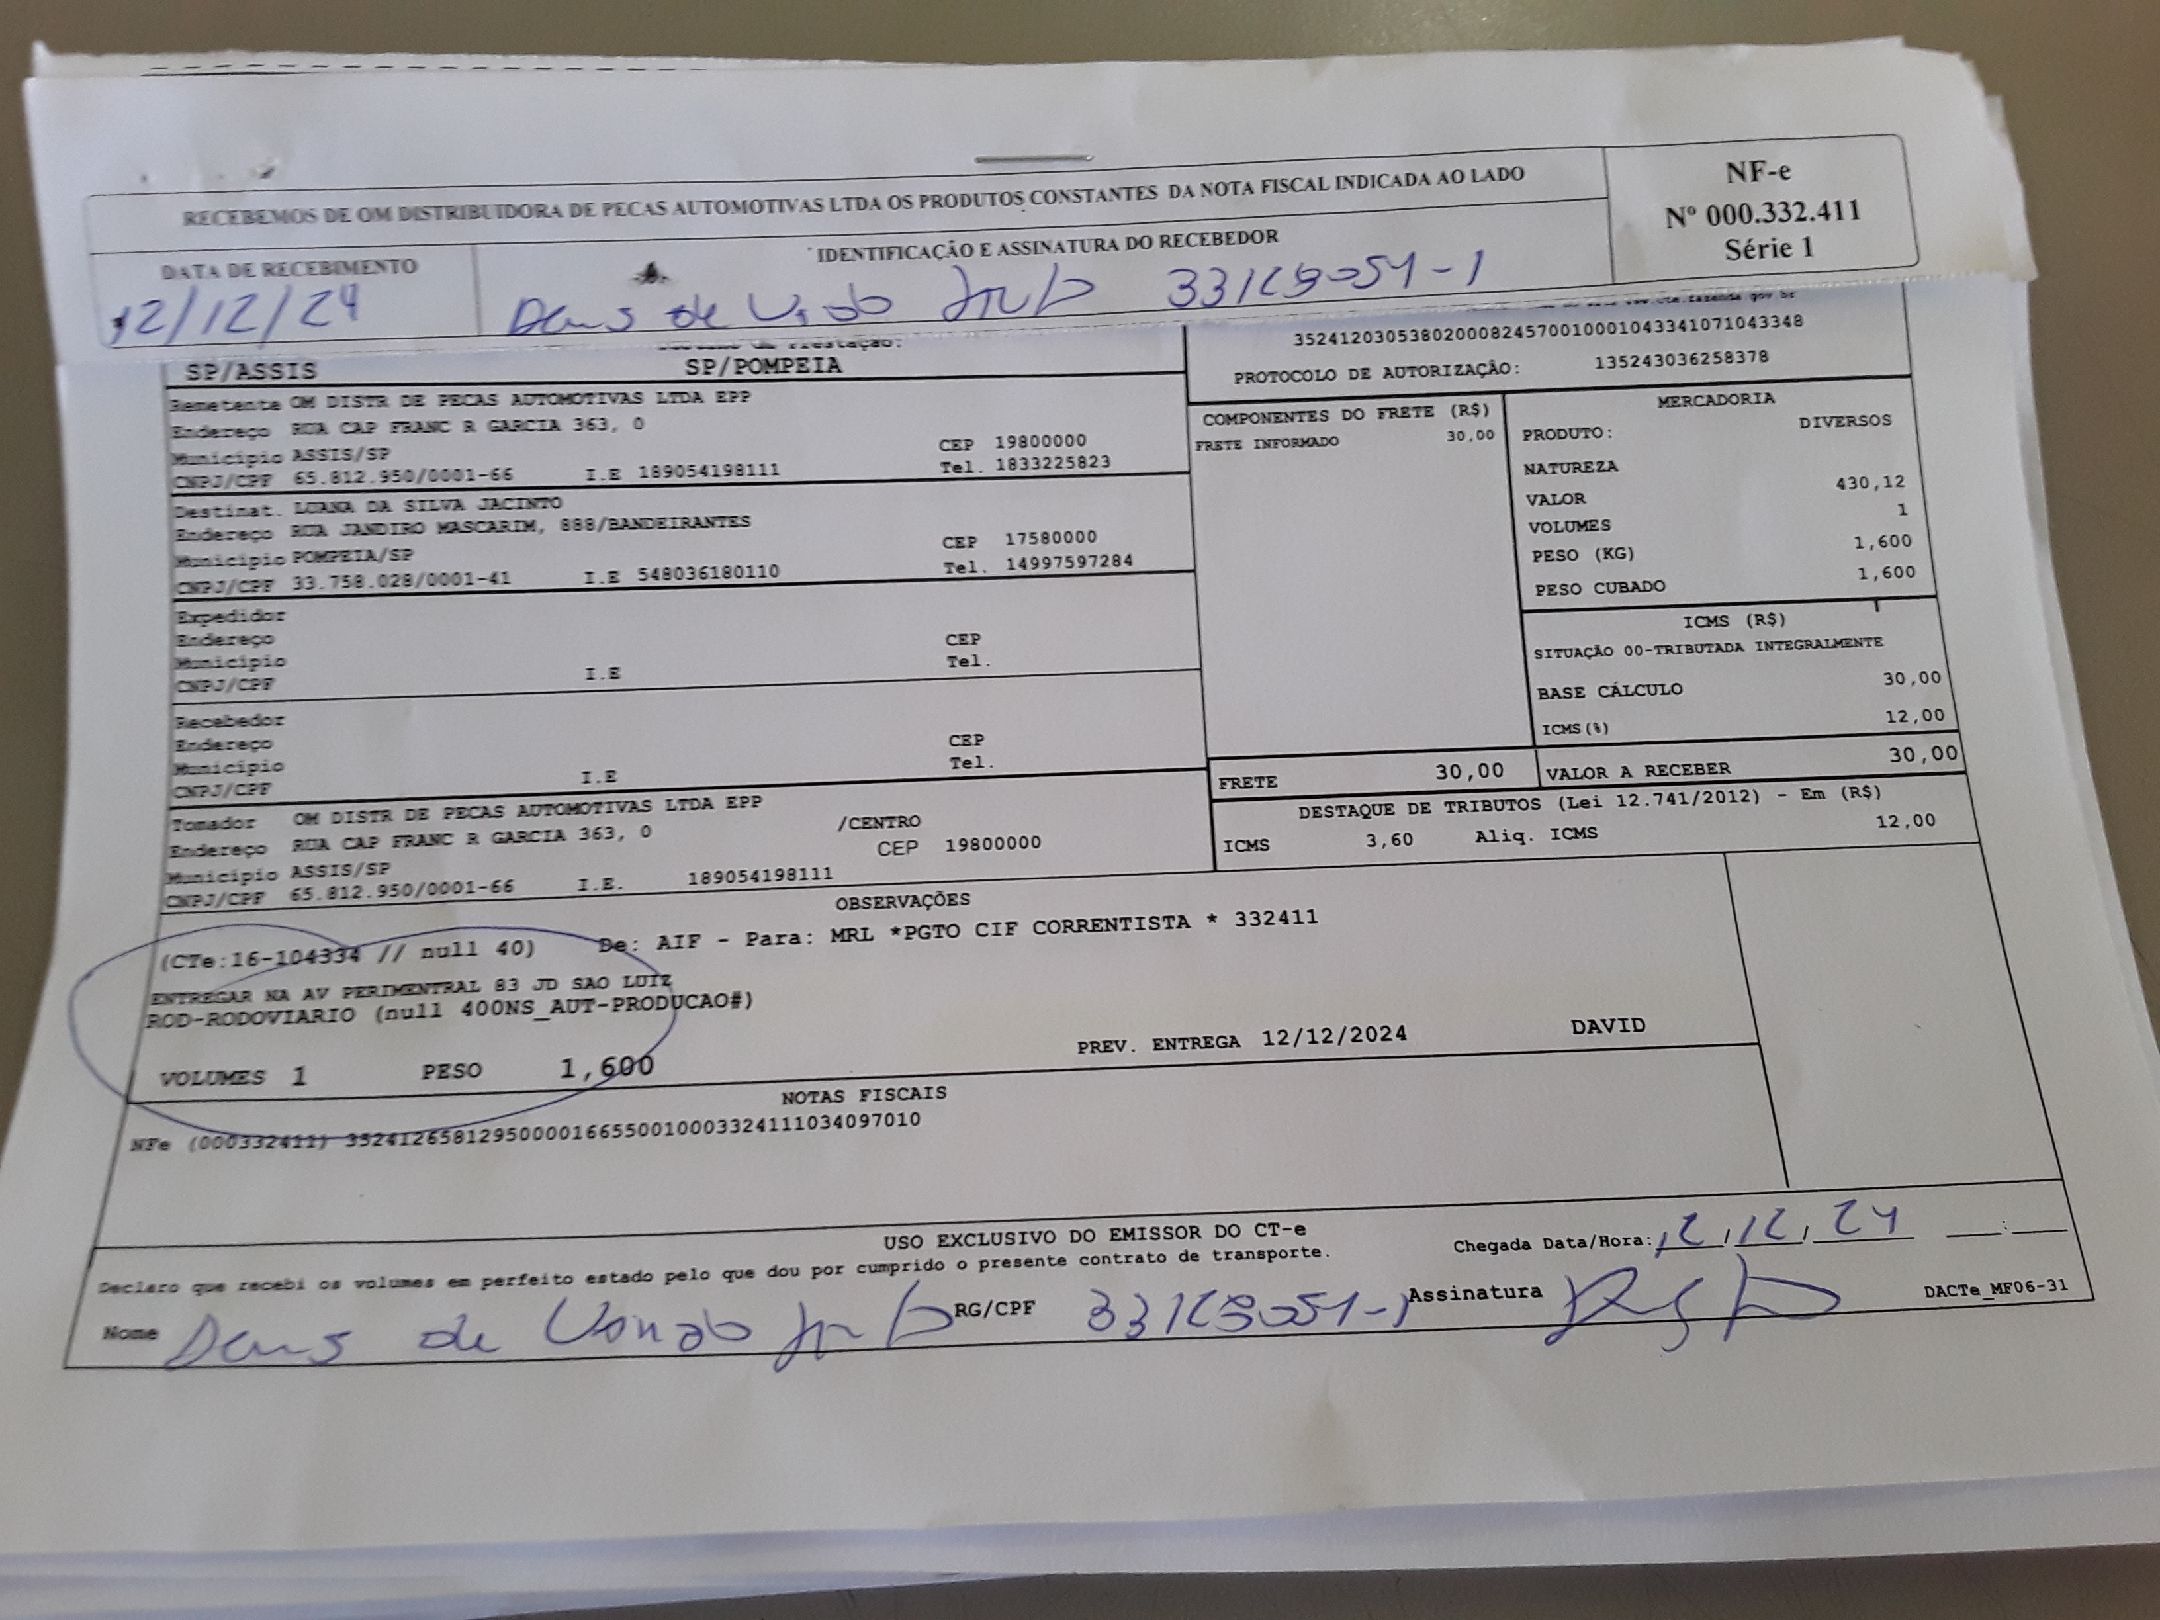 RECEBEMOS DE OM DISTRIBUIDORA DE PECAS AUTOMOTIVAS LTDA OS PRODUTOS CONSTANTES DA NOTA FISCAL INDICADA AO LADO
NF-e
Nº 000.332.411
Série 1
DATA DE RECEBIMENTO
IDENTIFICAÇÃO E ASSINATURA DO RECEBEDOR
12/12/24
de
SP/ASSIS SP/POMPEIA
35241203053802000824570010001043341071043348
PROTOCOLO DE AUTORIZAÇÃO: 135243036258378
Remetente OM DISTR DE PECAS AUTOMOTIVAS LTDA EPP
Endereço RUA CAP FRANC R GARCIA 363, 0
Município ASSIS/SP CEP 19800000
CNPJ/CPF 65.812.950/0001-66 I.E 189054198111 Tel. 1833225823
Destinat. LUANA DA SILVA JACINTO
Endereço RUA JANDIRO MASCARIM, 888/BANDEIRANTES
Município POMPEIA/SP CEP 17580000
CNPJ/CPF 33.758.028/0001-41 I.E 548036180110 Tel. 14997597284
Expedidor
Endereço CEP
Município Tel.
CNPJ/CPF I.E
Recebedor
Endereço CEP
Município Tel.
CNPJ/CPF I.E
Tomador OM DISTR DE PECAS AUTOMOTIVAS LTDA EPP
Endereço RUA CAP FRANC R GARCIA 363, 0 /CENTRO
Município ASSIS/SP CEP 19800000
CNPJ/CPF 65.812.950/0001-66 I.E. 189054198111
COMPONENTES DO FRETE (R$)
FRETE INFORMADO 30,00
MERCADORIA
PRODUTO: DIVERSOS
NATUREZA
VALOR 430,12
VOLUMES 1
PESO (KG) 1,600
PESO CUBADO 1,600
ICMS (R$)
SITUAÇÃO 00-TRIBUTADA INTEGRALMENTE
BASE CÁLCULO 30,00
ICMS(%) 12,00
FRETE 30,00 VALOR A RECEBER 30,00
DESTAQUE DE TRIBUTOS (Lei 12.741/2012) - Em (R$)
ICMS 3,60 Aliq. ICMS 12,00
OBSERVAÇÕES
(CTe:16-104334 // null 40) De: AIF - Para: MRL *PGTO CIF CORRENTISTA * 332411
ENTREGAR NA AV PERIMENTRAL 83 JD SAO LUIZ
ROD-RODOVIARIO (null 400NS_AUT-PRODUCAO#)
VOLUMES 1 PESO 1,600 PREV. ENTREGA 12/12/2024 DAVID
NOTAS FISCAIS
NFe (000332411) 35241265812950000166550010003324111034097010
USO EXCLUSIVO DO EMISSOR DO CT-e
Declaro que recebi os volumes em perfeito estado pelo que dou por cumprido o presente contrato de transporte.
Chegada Data/Hora: 12/12/24 __:__
Nome de RG/CPF Assinatura
DACTe_MF06-31